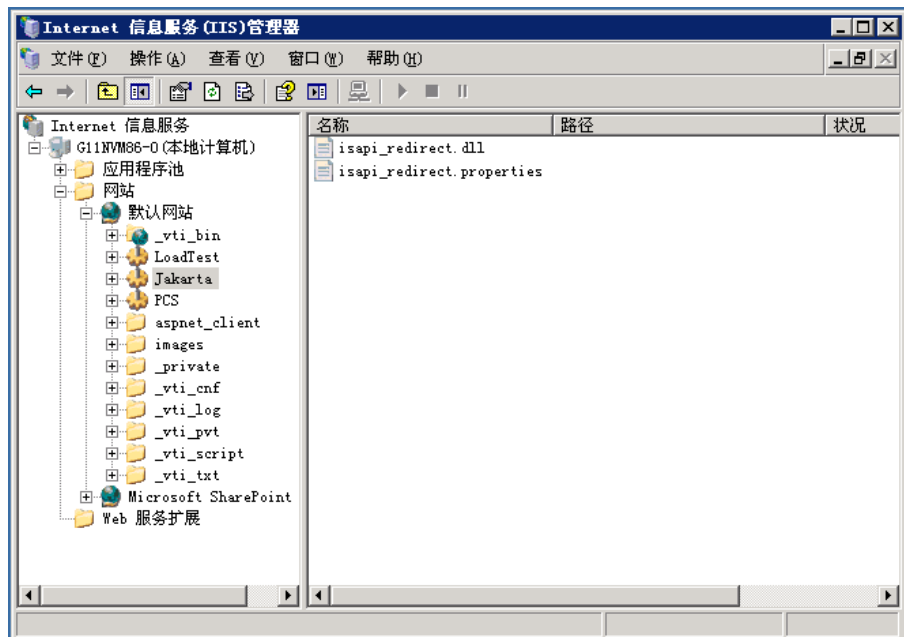 Internet 信息服务(IIS)管理器
文件(F) 操作(A) 查看(V) 窗口(W) 帮助(H)
Internet 信息服务
G11NVM86-0(本地计算机)
应用程序池
网站
默认网站
_vti_bin
LoadTest
Jakarta
PCS
aspnet_client
images
_private
_vti_cnf
_vti_log
_vti_pvt
_vti_script
_vti_txt
Microsoft SharePoint
Web 服务扩展
名称 路径 状况
isapi_redirect.dll
isapi_redirect.properties